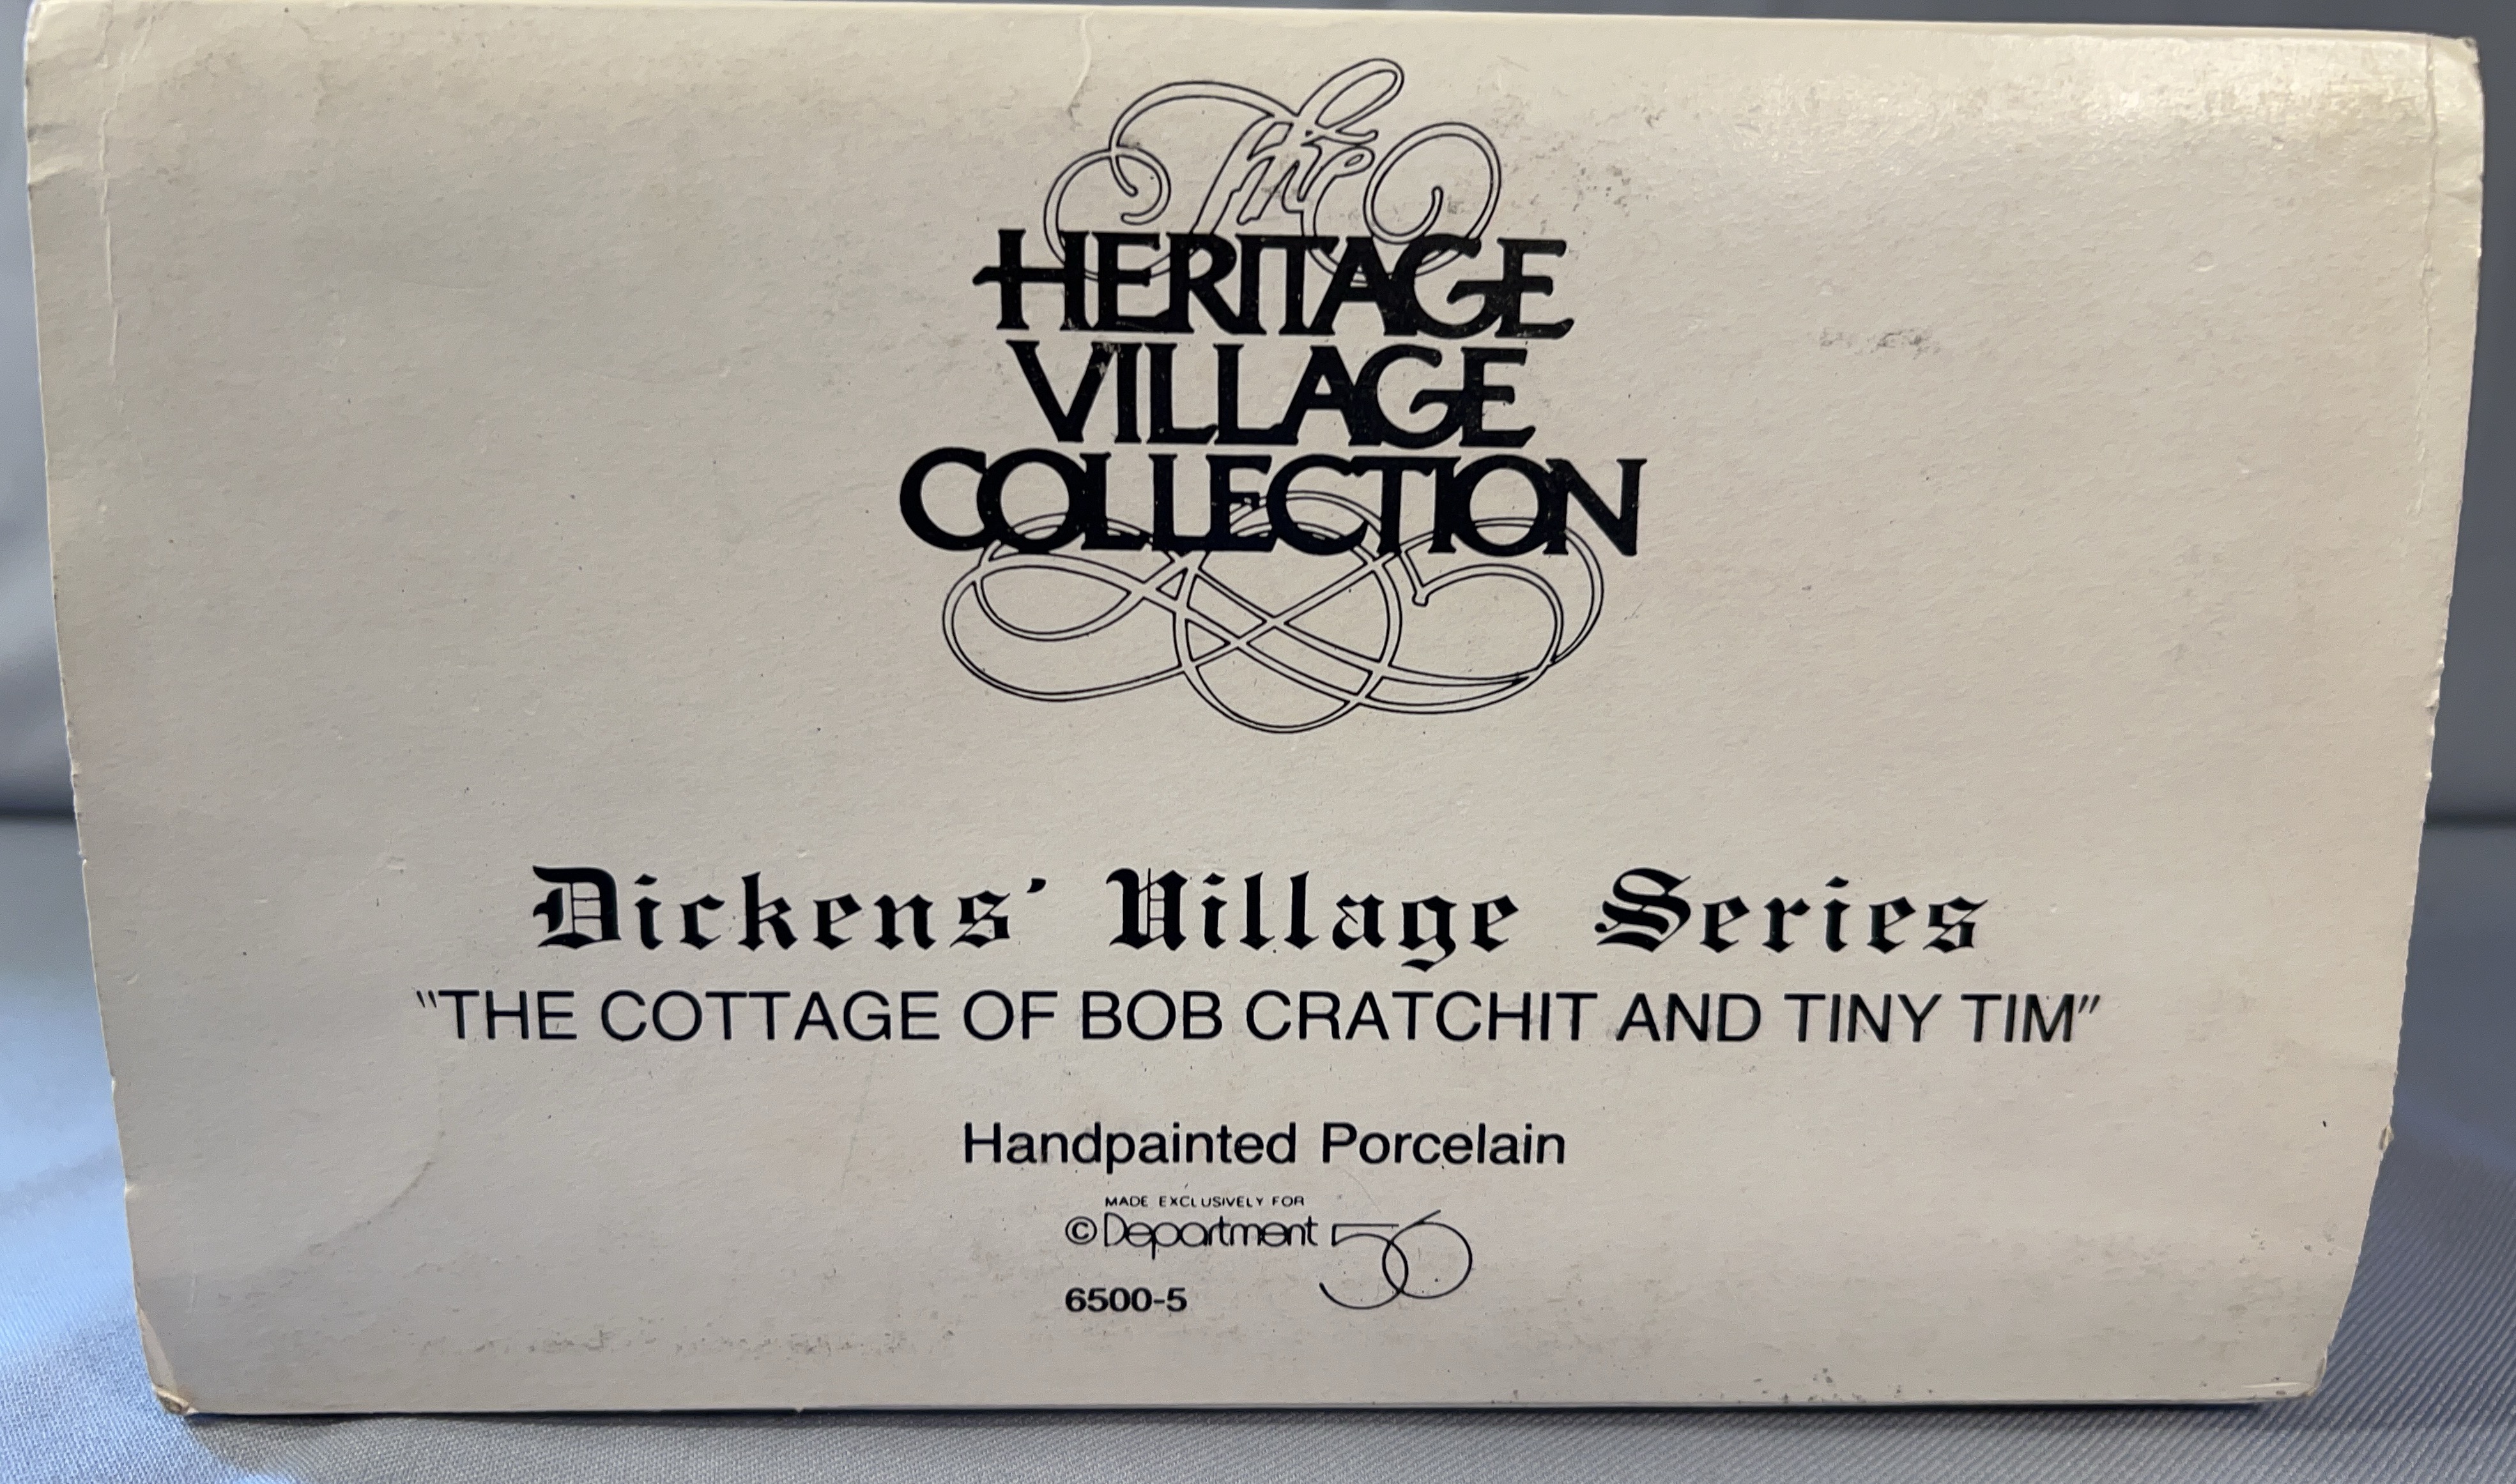 The
HERITAGE
VILLAGE
COLLECTION
Dickens' Village Series
"THE COTTAGE OF BOB CRATCHIT AND TINY TIM"
Handpainted Porcelain
MADE EXCLUSIVELY FOR
© Department 56
6500-5